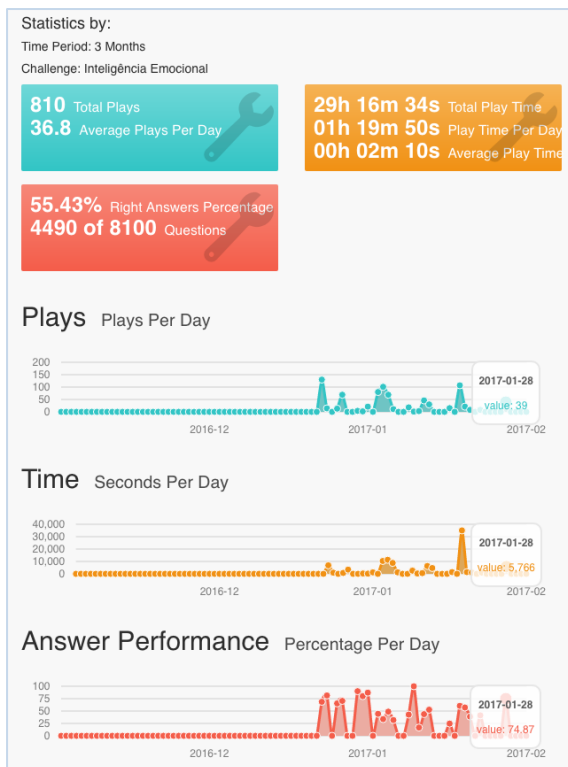 Statistics by:
Time Period: 3 Months
Challenge: Inteligência Emocional
810 Total Plays
36.8 Average Plays Per Day
29h 16m 34s Total Play Time
01h 19m 50s Play Time Per Day
00h 02m 10s Average Play Time
55.43% Right Answers Percentage
4490 of 8100 Questions
Plays Plays Per Day
200
150
100
50
0
2016-12
2017-01
2017-02
2017-01-28
value: 39
Time Seconds Per Day
40,000
30,000
20,000
10,000
0
2016-12
2017-01
2017-02
2017-01-28
value: 5,766
Answer Performance Percentage Per Day
100
75
50
25
0
2016-12
2017-01
2017-02
2017-01-28
value: 74.87